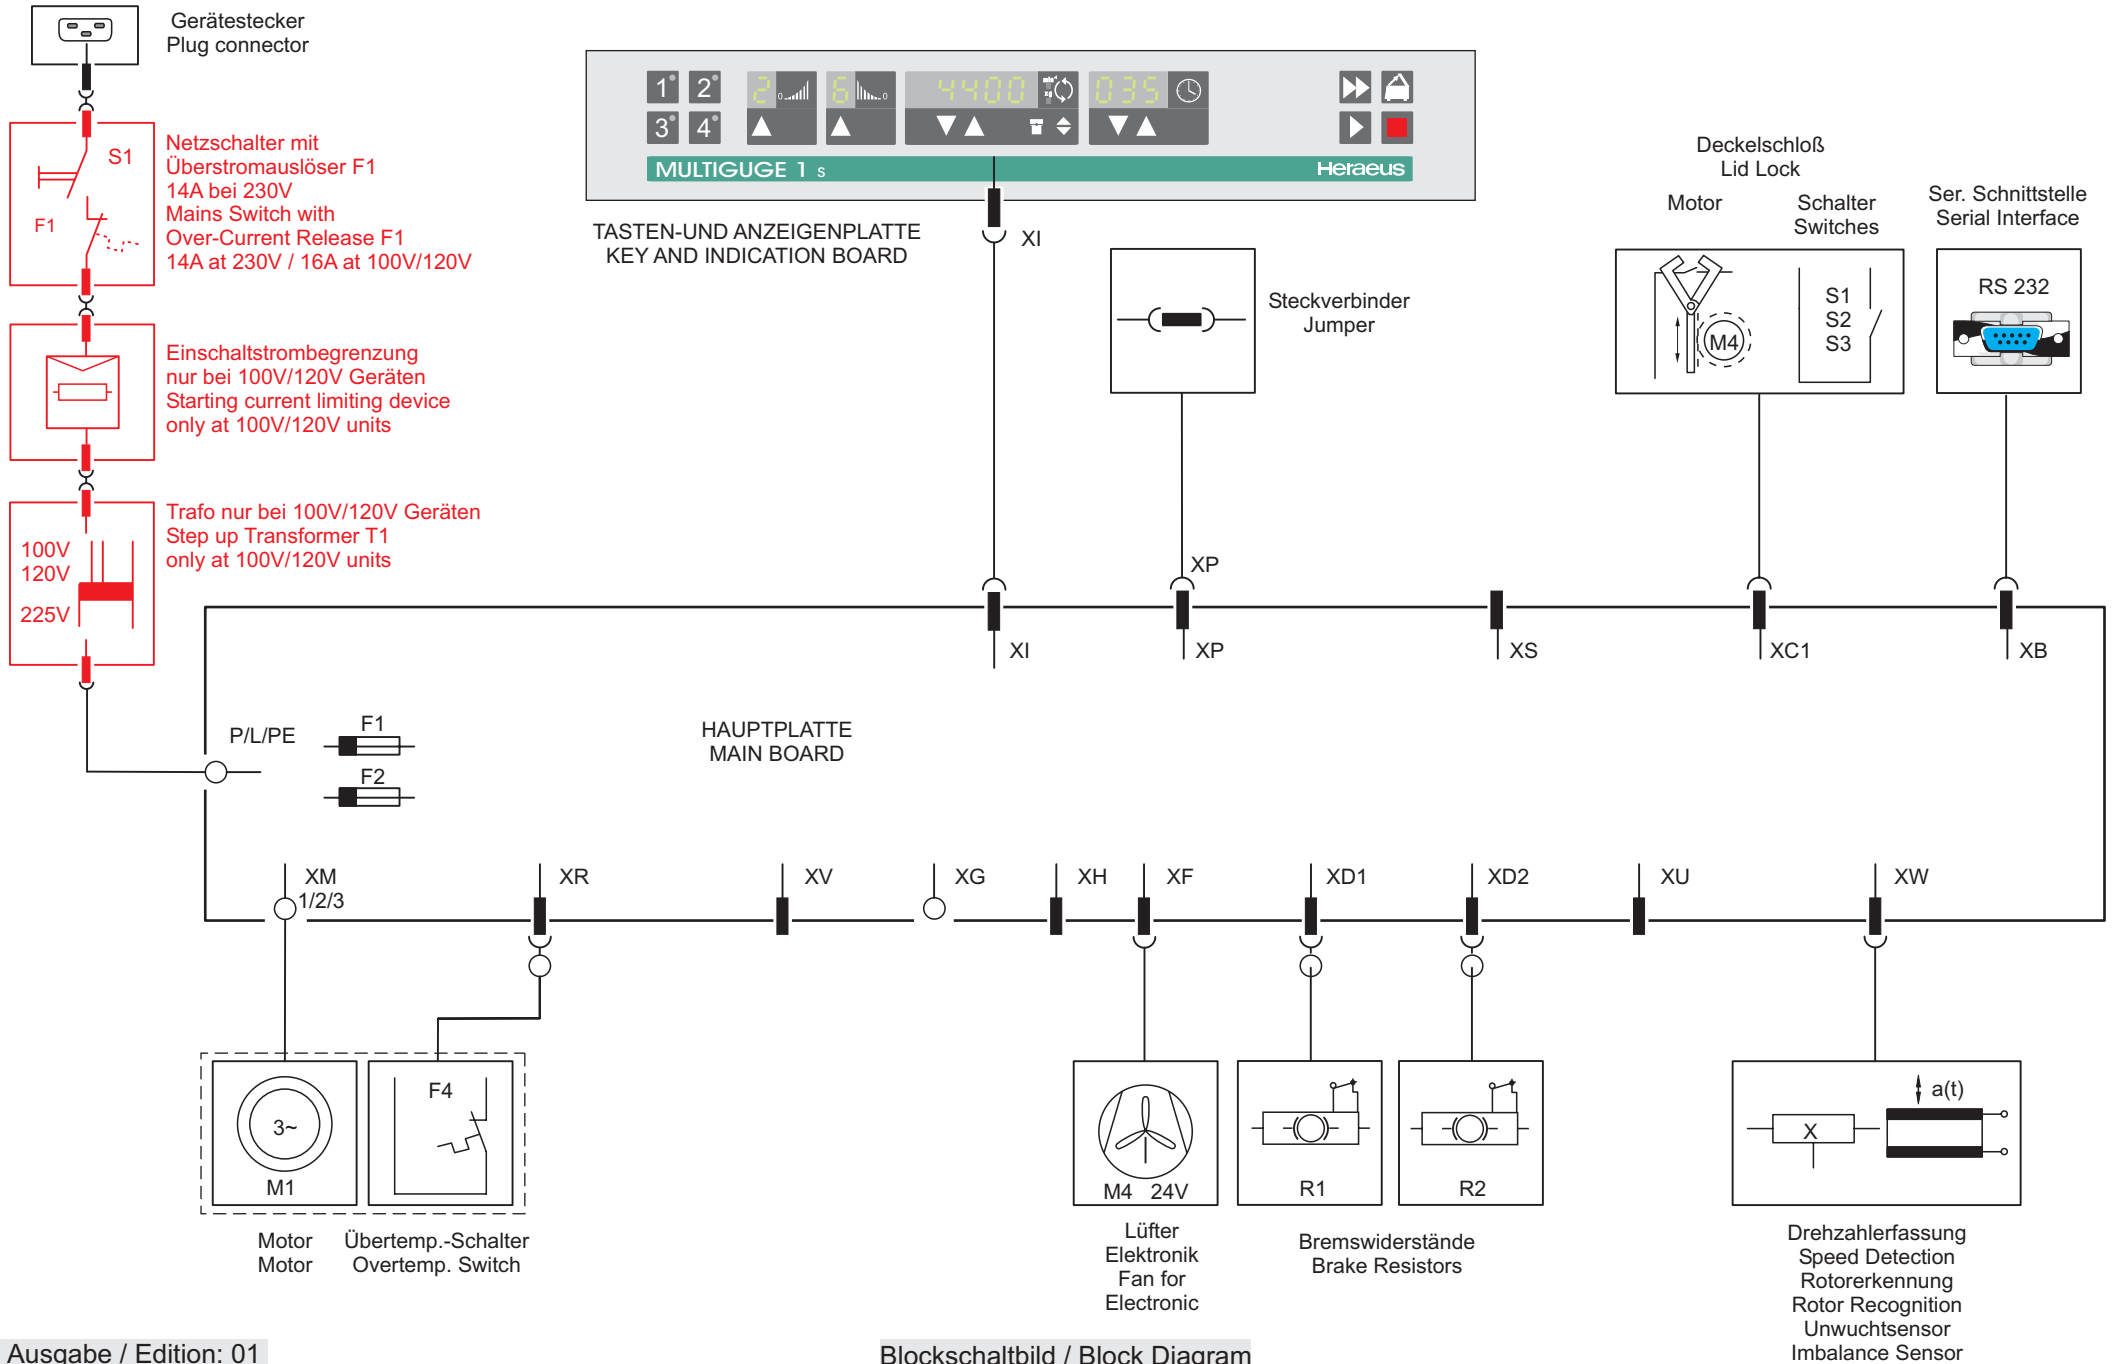 Gerätestecker
Plug connector
S1
F1
Netzschalter mit
Überstromauslöser F1
14A bei 230V
Mains Switch with
Over-Current Release F1
14A at 230V / 16A at 100V/120V
Einschaltstrombegrenzung
nur bei 100V/120V Geräten
Starting current limiting device
only at 100V/120V units
Trafo nur bei 100V/120V Geräten
Step up Transformer T1
only at 100V/120V units
100V
120V
225V
1 2
3 4
2 0 6 0 4400 min⁻¹ xg 035
MULTIGUGE 1 s
Heraeus
TASTEN-UND ANZEIGENPLATTE
KEY AND INDICATION BOARD
XI
Steckverbinder
Jumper
Deckelschloß
Lid Lock
Motor
Schalter
Switches
M4
S1
S2
S3
Ser. Schnittstelle
Serial Interface
RS 232
XP
XI
XP
XS
XC1
XB
P/L/PE
F1
F2
HAUPTPLATTE
MAIN BOARD
XM
1/2/3
XR
XV
XG
XH
XF
XD1
XD2
XU
XW
3~
M1
F4
Motor
Motor
Übertemp.-Schalter
Overtemp. Switch
M4 24V
Lüfter
Elektronik
Fan for
Electronic
R1
R2
Bremswiderstände
Brake Resistors
X
a(t)
Drehzahlerfassung
Speed Detection
Rotorerkennung
Rotor Recognition
Unwuchtsensor
Imbalance Sensor
Ausgabe / Edition: 01
Blockschaltbild / Block Diagram